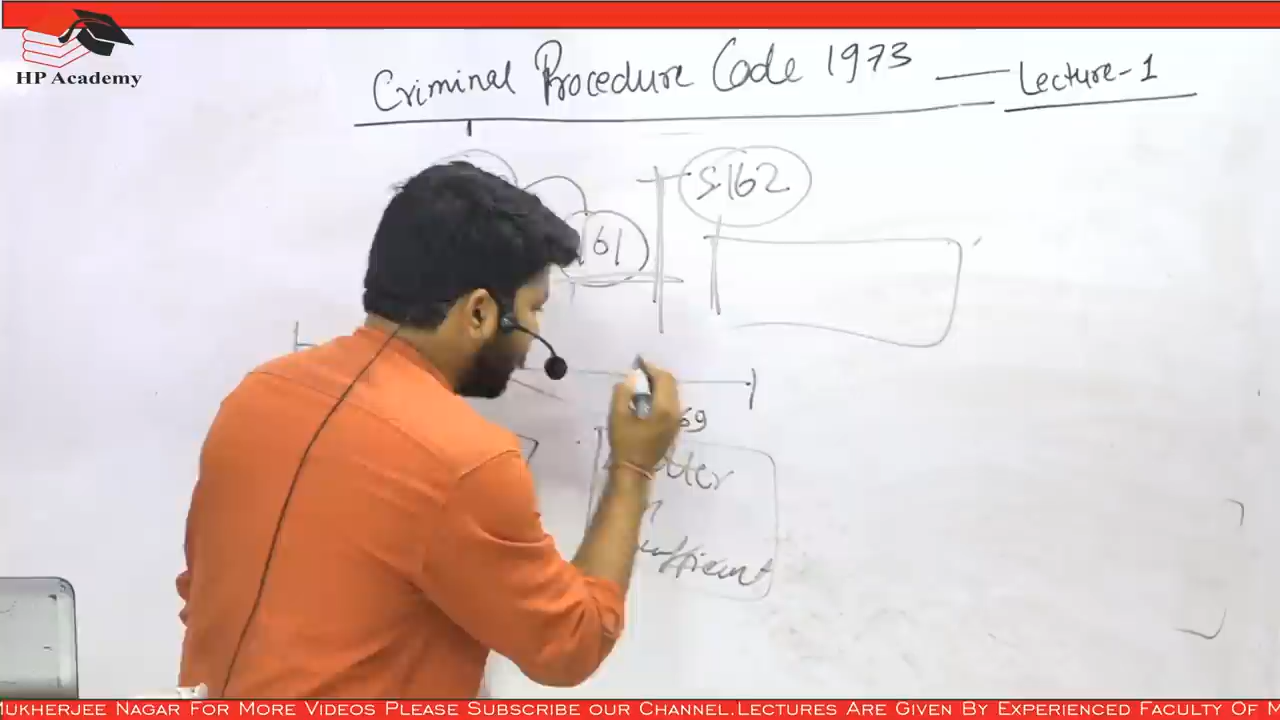 HP Academy
Criminal Procedure Code 1973 — Lecture-1
S.162
161
69
MUKHERJEE NAGAR FOR MORE VIDEOS PLEASE SUBSCRIBE OUR CHANNEL.LECTURES ARE GIVEN BY EXPERIENCED FACULTY OF M